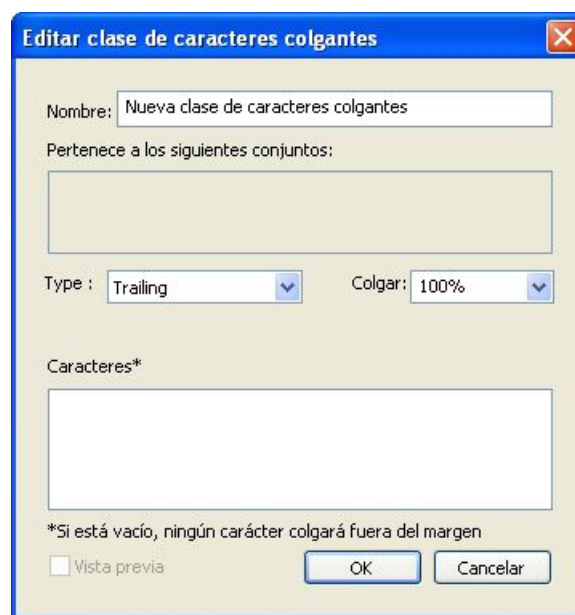 Editar clase de caracteres colgantes
Nombre: Nueva clase de caracteres colgantes
Pertenece a los siguientes conjuntos:
Type : Trailing Colgar: 100%
Caracteres*
*Si está vacío, ningún carácter colgará fuera del margen
Vista previa OK Cancelar